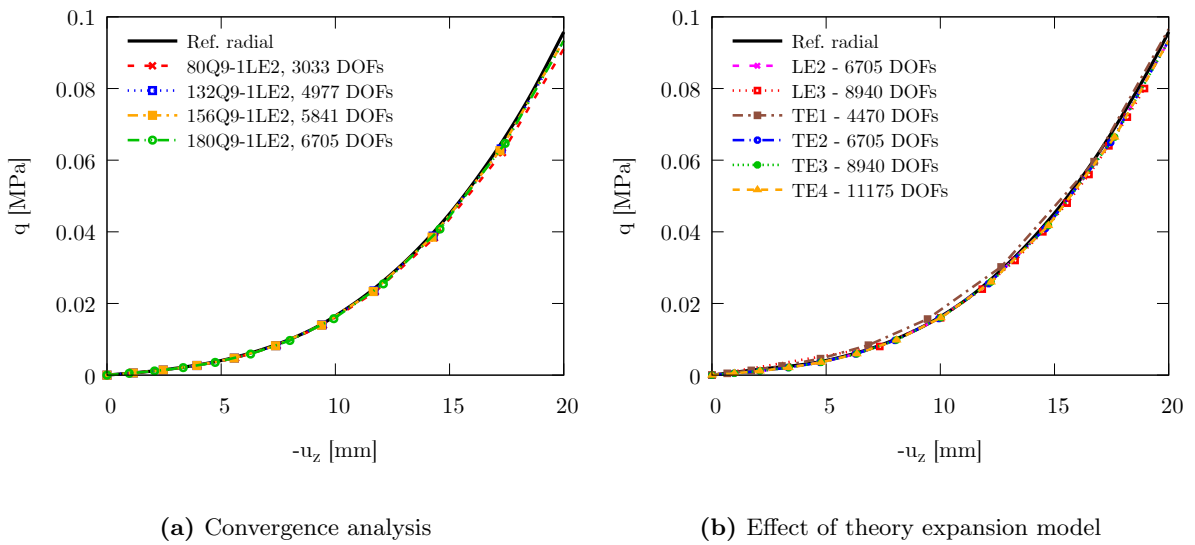 0.1
0.08
0.06
0.04
0.02
0
q [MPa]
Ref. radial
80Q9-1LE2, 3033 DOFs
132Q9-1LE2, 4977 DOFs
156Q9-1LE2, 5841 DOFs
180Q9-1LE2, 6705 DOFs
0 5 10 15 20
-u_z [mm]
(a) Convergence analysis
0.1
0.08
0.06
0.04
0.02
0
q [MPa]
Ref. radial
LE2 - 6705 DOFs
LE3 - 8940 DOFs
TE1 - 4470 DOFs
TE2 - 6705 DOFs
TE3 - 8940 DOFs
TE4 - 11175 DOFs
0 5 10 15 20
-u_z [mm]
(b) Effect of theory expansion model